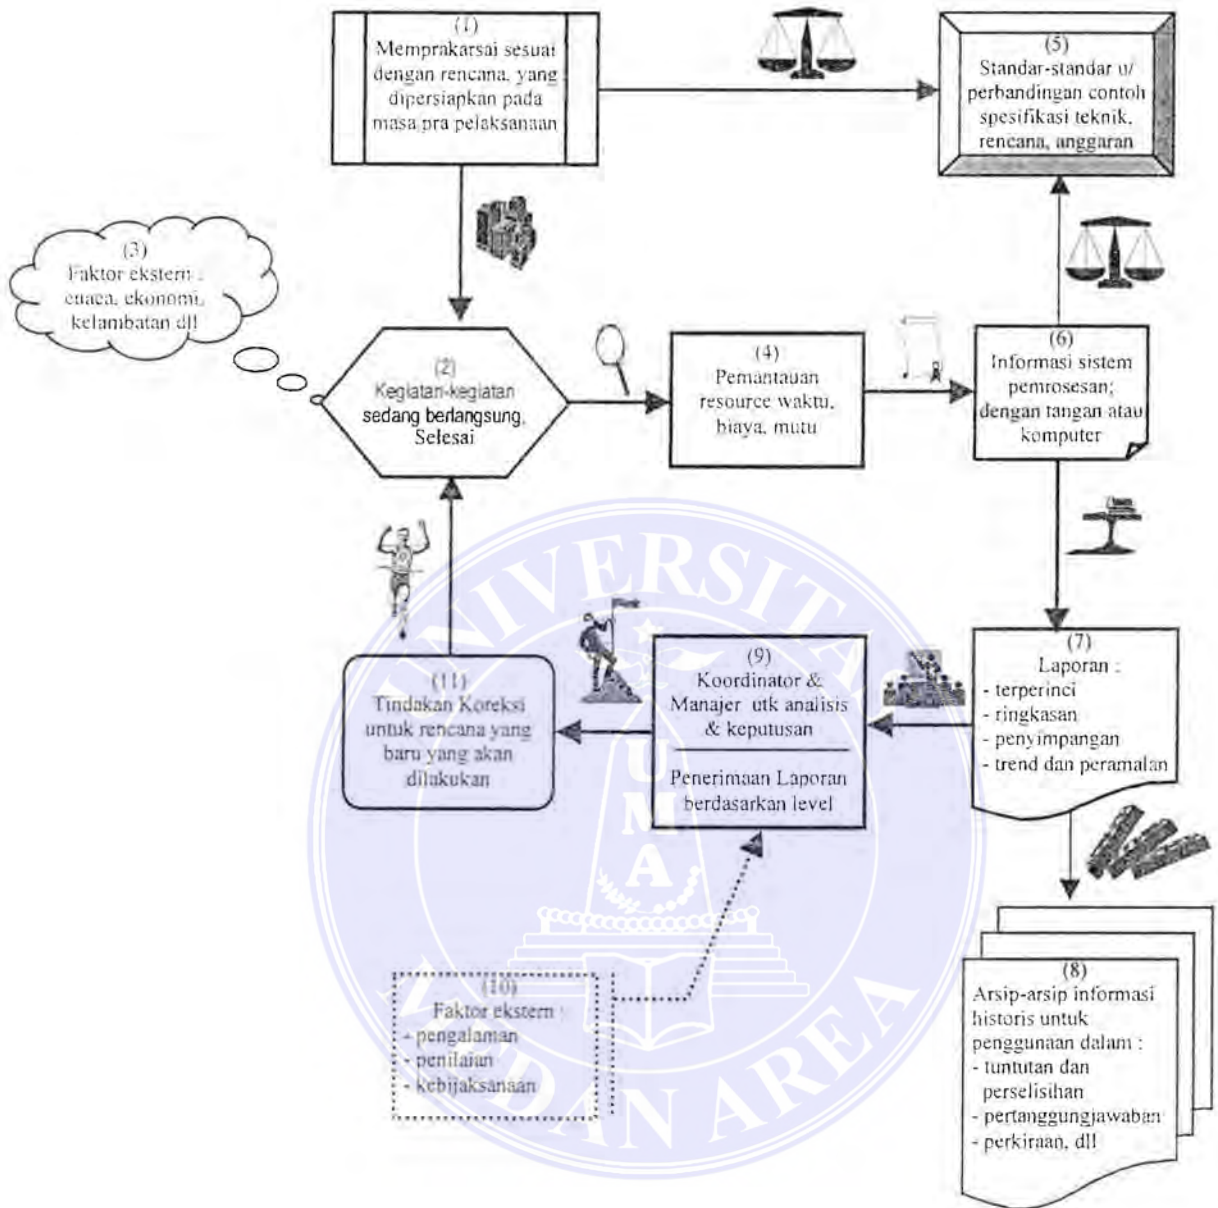 (1)
Memprakarsai sesuai
dengan rencana, yang
dipersiapkan pada
masa pra pelaksanaan
(5)
Standar-standar u/
perbandingan contoh
spesifikasi teknik,
rencana, anggaran
(3)
Faktor ekstern :
cuaca, ekonomi,
kelambatan dll
(2)
Kegiatan-kegiatan
sedang berlangsung,
Selesai
(4)
Pemantauan
resource waktu,
biaya, mutu
(6)
Informasi sistem
pemrosesan;
dengan tangan atau
komputer
(7)
Laporan :
- terperinci
- ringkasan
- penyimpangan
- trend dan peramalan
(9)
Koordinator &
Manajer utk analisis
& keputusan
Penerimaan Laporan
berdasarkan level
(11)
Tindakan Koreksi
untuk rencana yang
baru yang akan
dilakukan
(10)
Faktor ekstern :
- pengalaman
- penilaian
- kebijaksanaan
(8)
Arsip-arsip informasi
historis untuk
penggunaan dalam :
- tuntutan dan
perselisihan
- pertanggungjawaban
- perkiraan, dll
UNIVERSITAS
MEDAN AREA
UMA